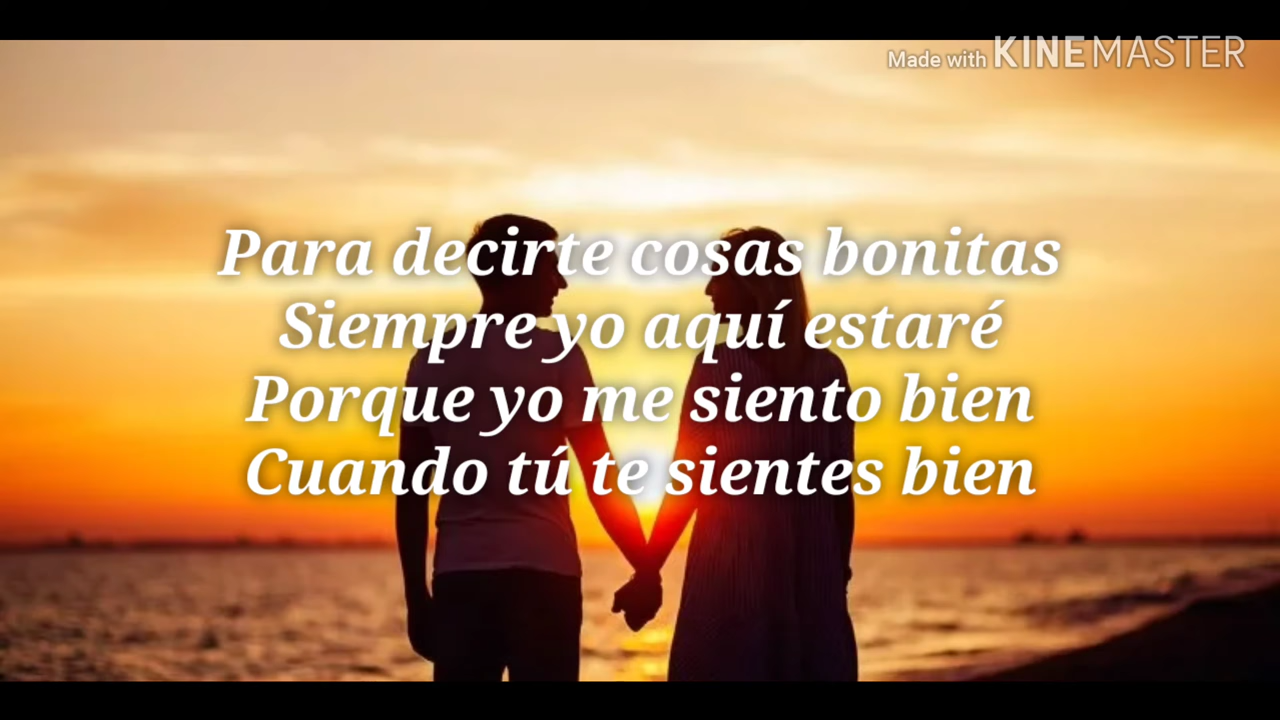 Made with KINEMASTER
Para decirte cosas bonitas
Siempre yo aquí estaré
Porque yo me siento bien
Cuando tú te sientes bien